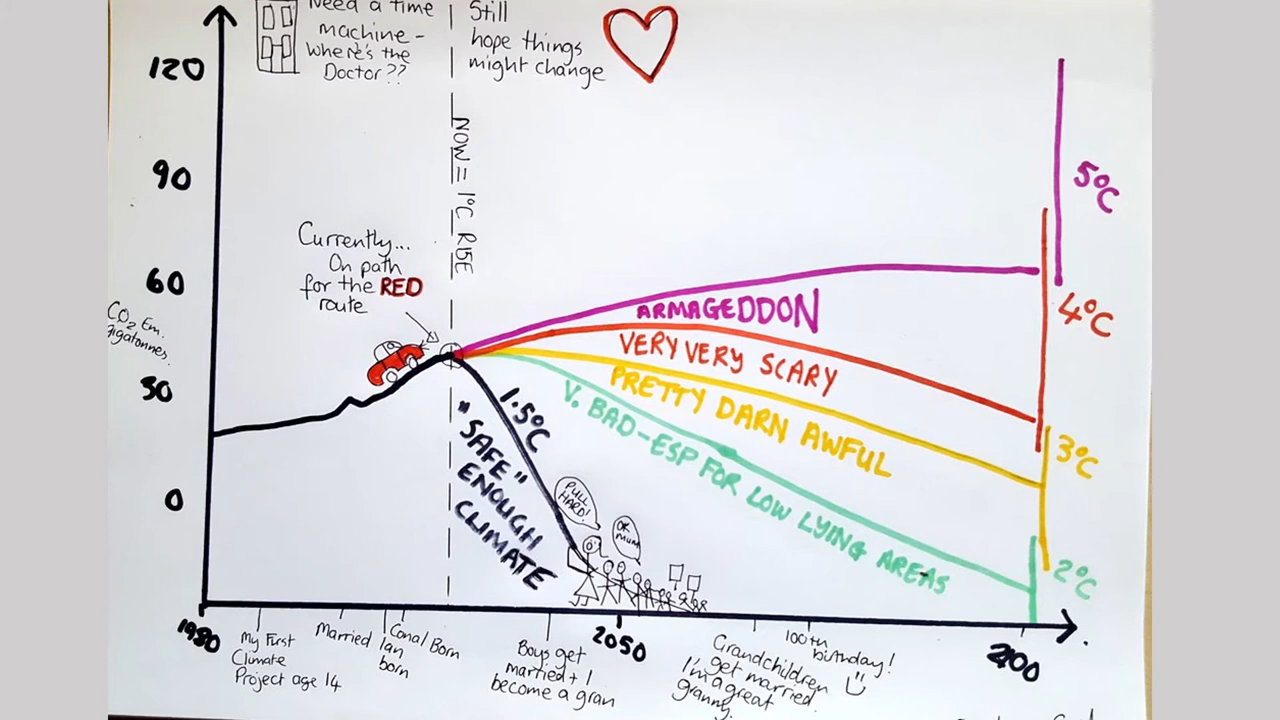 Need a time
machine -
Where's the
Doctor??
Still
hope things
might change
120
90
60
30
0
CO₂ Em.
NOW = 1°C RISE
Currently...
On path
for the RED
route
ARMAGEDDON
VERY VERY SCARY
PRETTY DARN AWFUL
V. BAD-ESP FOR LOW LYING AREAS
1.5°C
"SAFE"
ENOUGH
CLIMATE
PULL
HARD!
OK
MUM
5°C
4°C
3°C
2°C
1980
2050
2100
My First
Climate
Project age 14
Married
Ian
born
Conal Born
Boys get
married + I
become a gran
Grandchildren
get married.
I'm a great
granny.
100th
birthday!